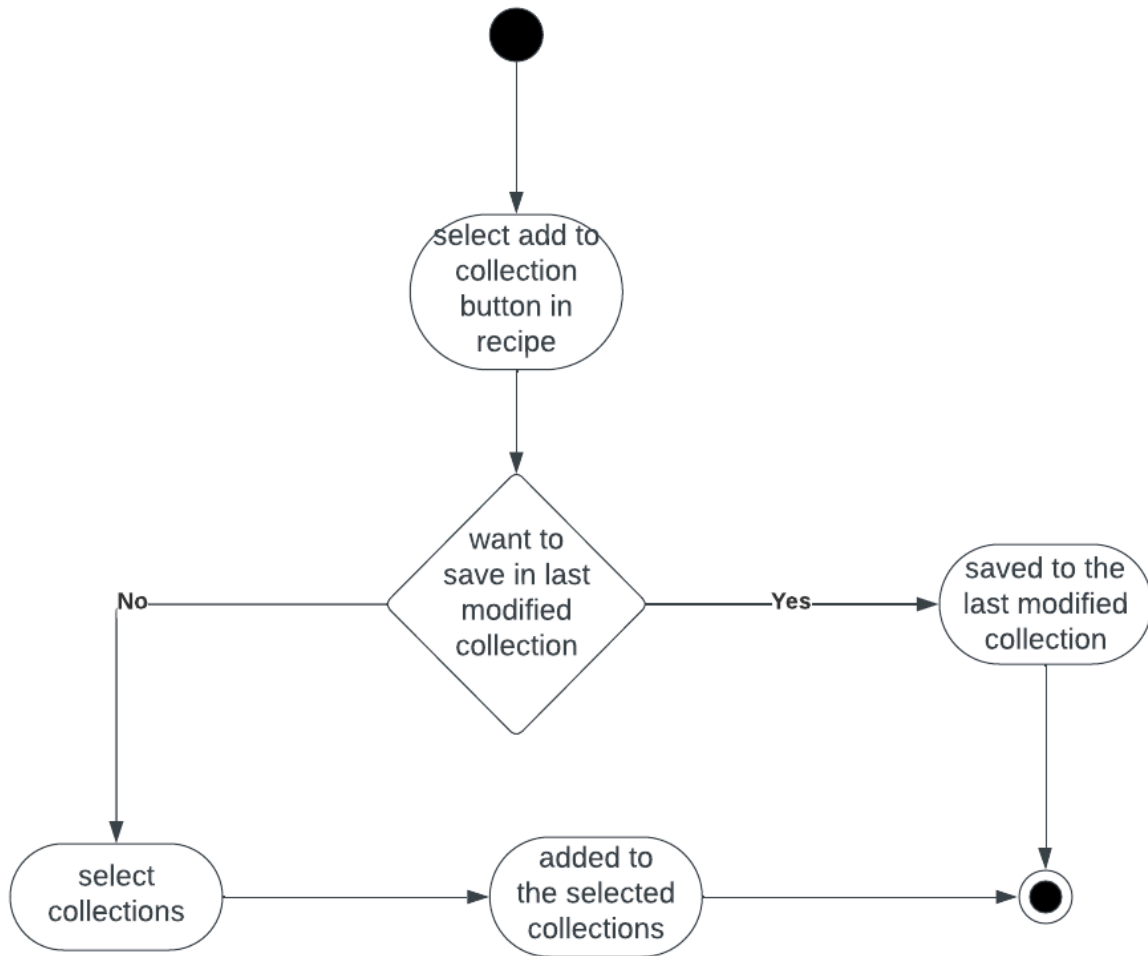 select add to
collection
button in
recipe
want to
save in last
modified
collection
No
Yes
saved to the
last modified
collection
select
collections
added to
the selected
collections